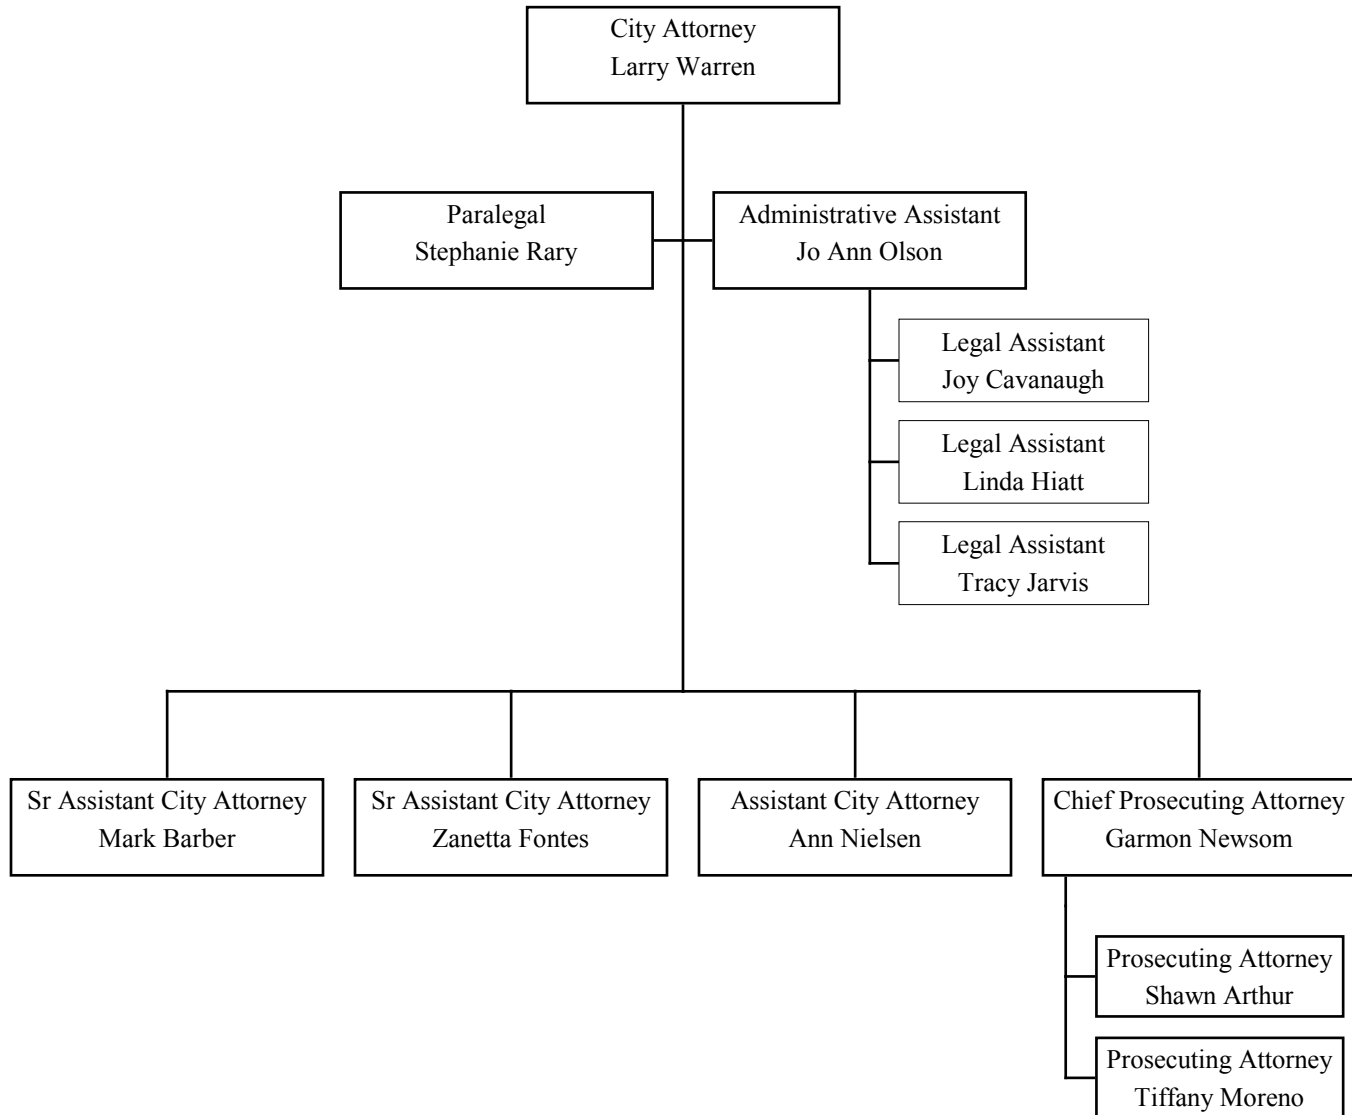 City Attorney
Larry Warren
Paralegal
Stephanie Rary
Administrative Assistant
Jo Ann Olson
Legal Assistant
Joy Cavanaugh
Legal Assistant
Linda Hiatt
Legal Assistant
Tracy Jarvis
Sr Assistant City Attorney
Mark Barber
Sr Assistant City Attorney
Zanetta Fontes
Assistant City Attorney
Ann Nielsen
Chief Prosecuting Attorney
Garmon Newsom
Prosecuting Attorney
Shawn Arthur
Prosecuting Attorney
Tiffany Moreno